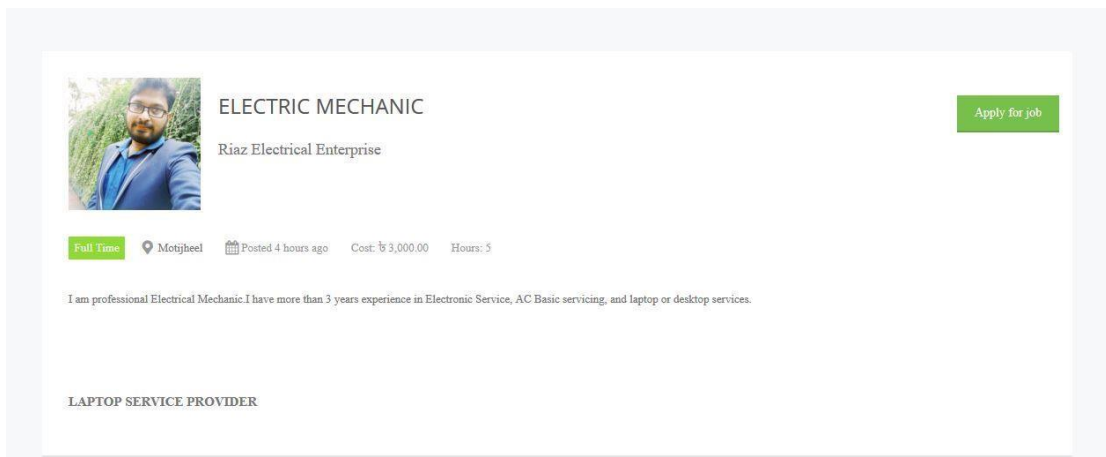 ELECTRIC MECHANIC
Apply for job
Riaz Electrical Enterprise
Full Time Motijheel Posted 4 hours ago Cost: ৳ 3,000.00 Hours: 5
I am professional Electrical Mechanic.I have more than 3 years experience in Electronic Service, AC Basic servicing, and laptop or desktop services.
LAPTOP SERVICE PROVIDER